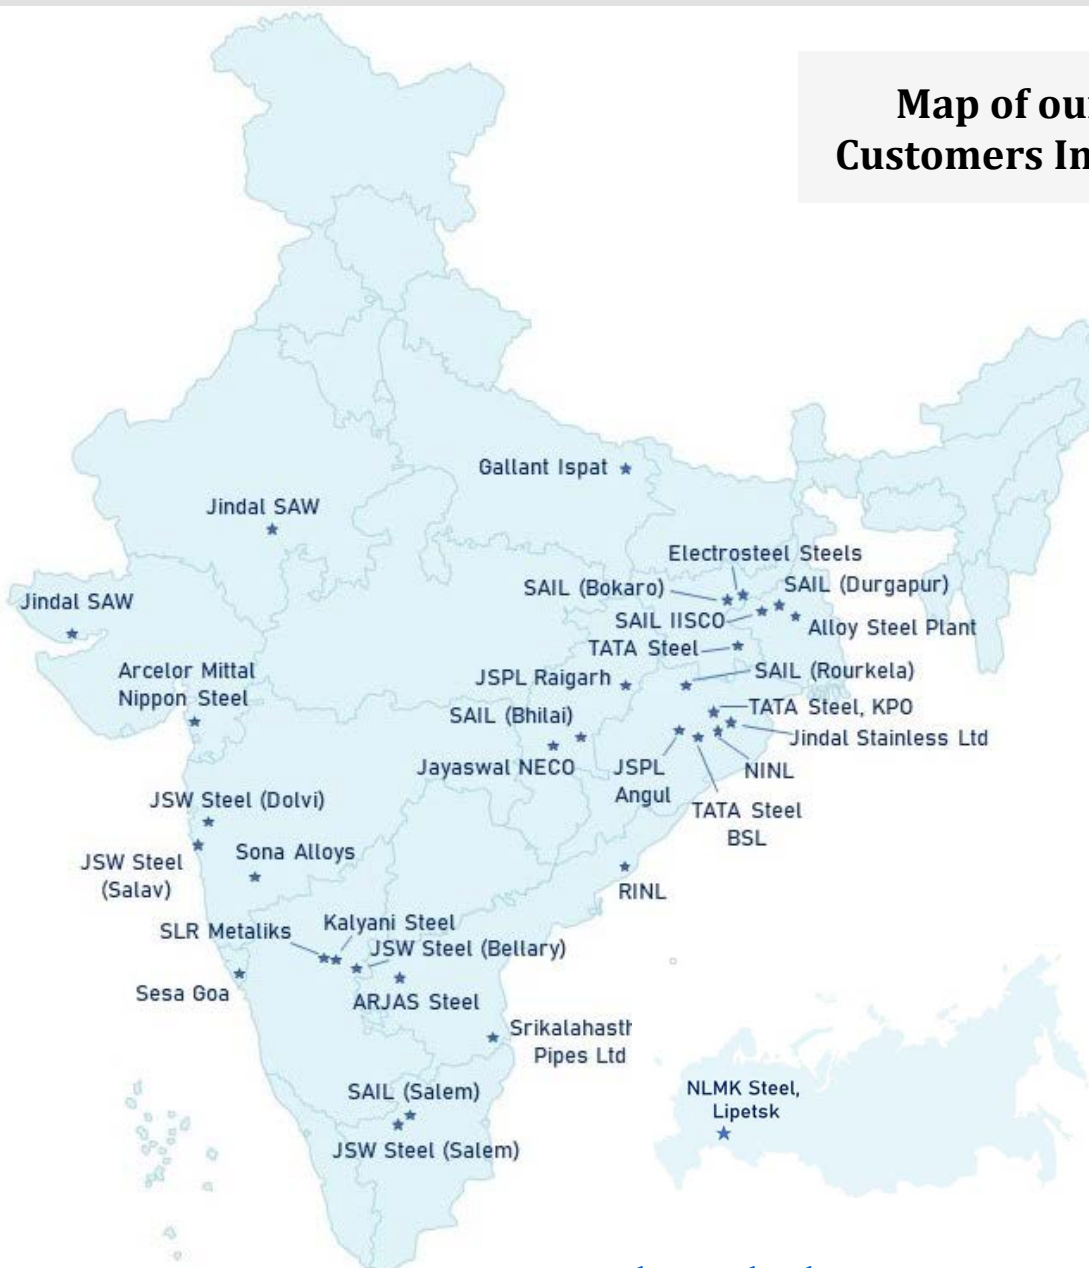 Map of ou
Customers In
Gallant Ispat
Jindal SAW
Electrosteel Steels
SAIL (Bokaro)
SAIL (Durgapur)
Jindal SAW
SAIL IISCO
Alloy Steel Plant
TATA Steel
Arcelor Mittal
Nippon Steel
SAIL (Rourkela)
JSPL Raigarh
TATA Steel, KPO
SAIL (Bhilai)
Jindal Stainless Ltd
Jayaswal NECO
JSPL
Angul
NINL
TATA Steel
BSL
JSW Steel (Dolvi)
JSW Steel
(Salav)
Sona Alloys
RINL
SLR Metaliks
Kalyani Steel
JSW Steel (Bellary)
Sesa Goa
ARJAS Steel
Srikalahasth
Pipes Ltd
NLMK Steel,
Lipetsk
SAIL (Salem)
JSW Steel (Salem)